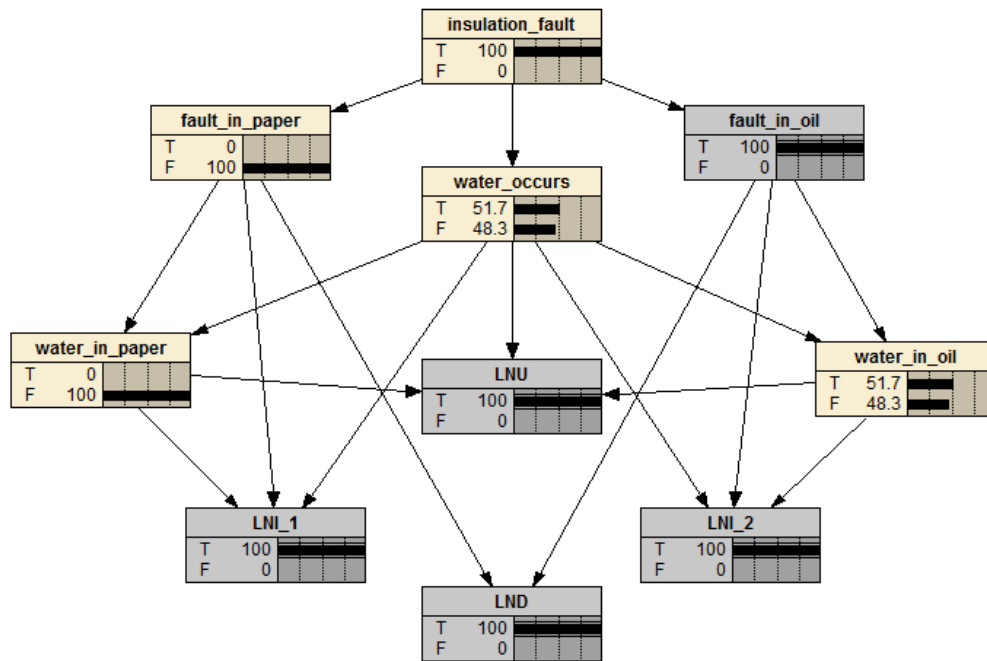 insulation_fault
T 100
F 0
fault_in_paper
T 0
F 100
fault_in_oil
T 100
F 0
water_occurs
T 51.7
F 48.3
water_in_paper
T 0
F 100
LNU
T 100
F 0
water_in_oil
T 51.7
F 48.3
LNI_1
T 100
F 0
LNI_2
T 100
F 0
LND
T 100
F 0